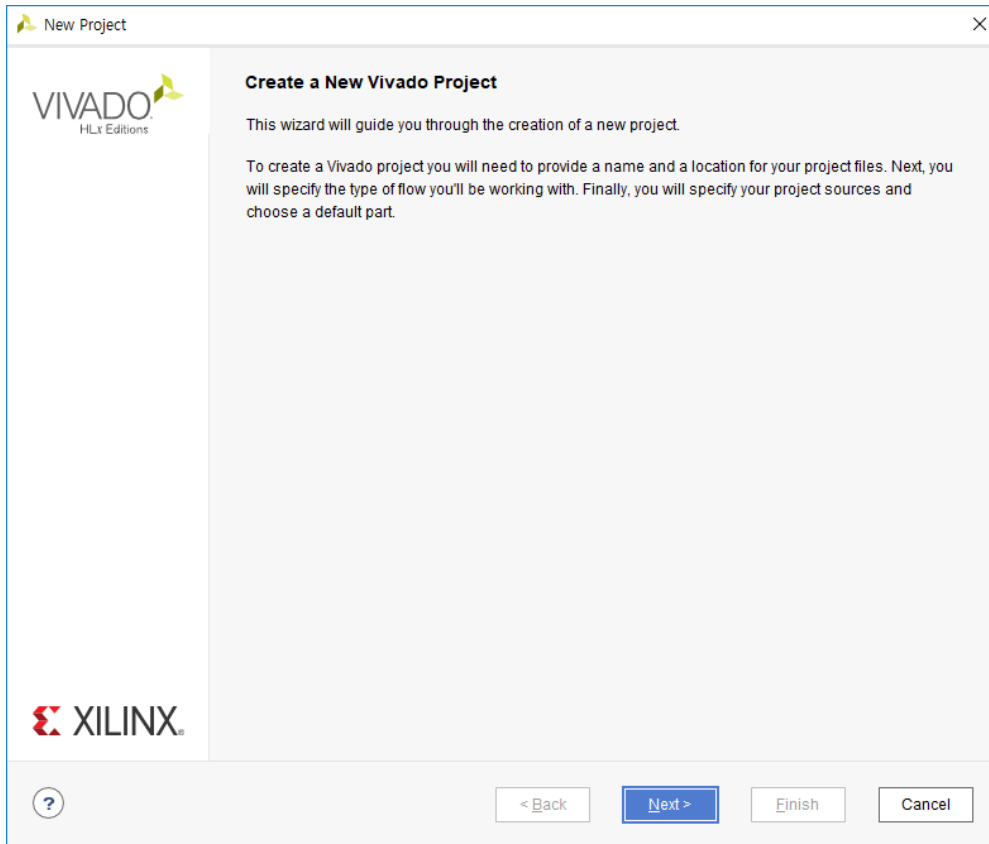 New Project
VIVADO.
HLx Editions
Create a New Vivado Project
This wizard will guide you through the creation of a new project.
To create a Vivado project you will need to provide a name and a location for your project files. Next, you
will specify the type of flow you'll be working with. Finally, you will specify your project sources and
choose a default part.
XILINX.
? < Back Next > Finish Cancel